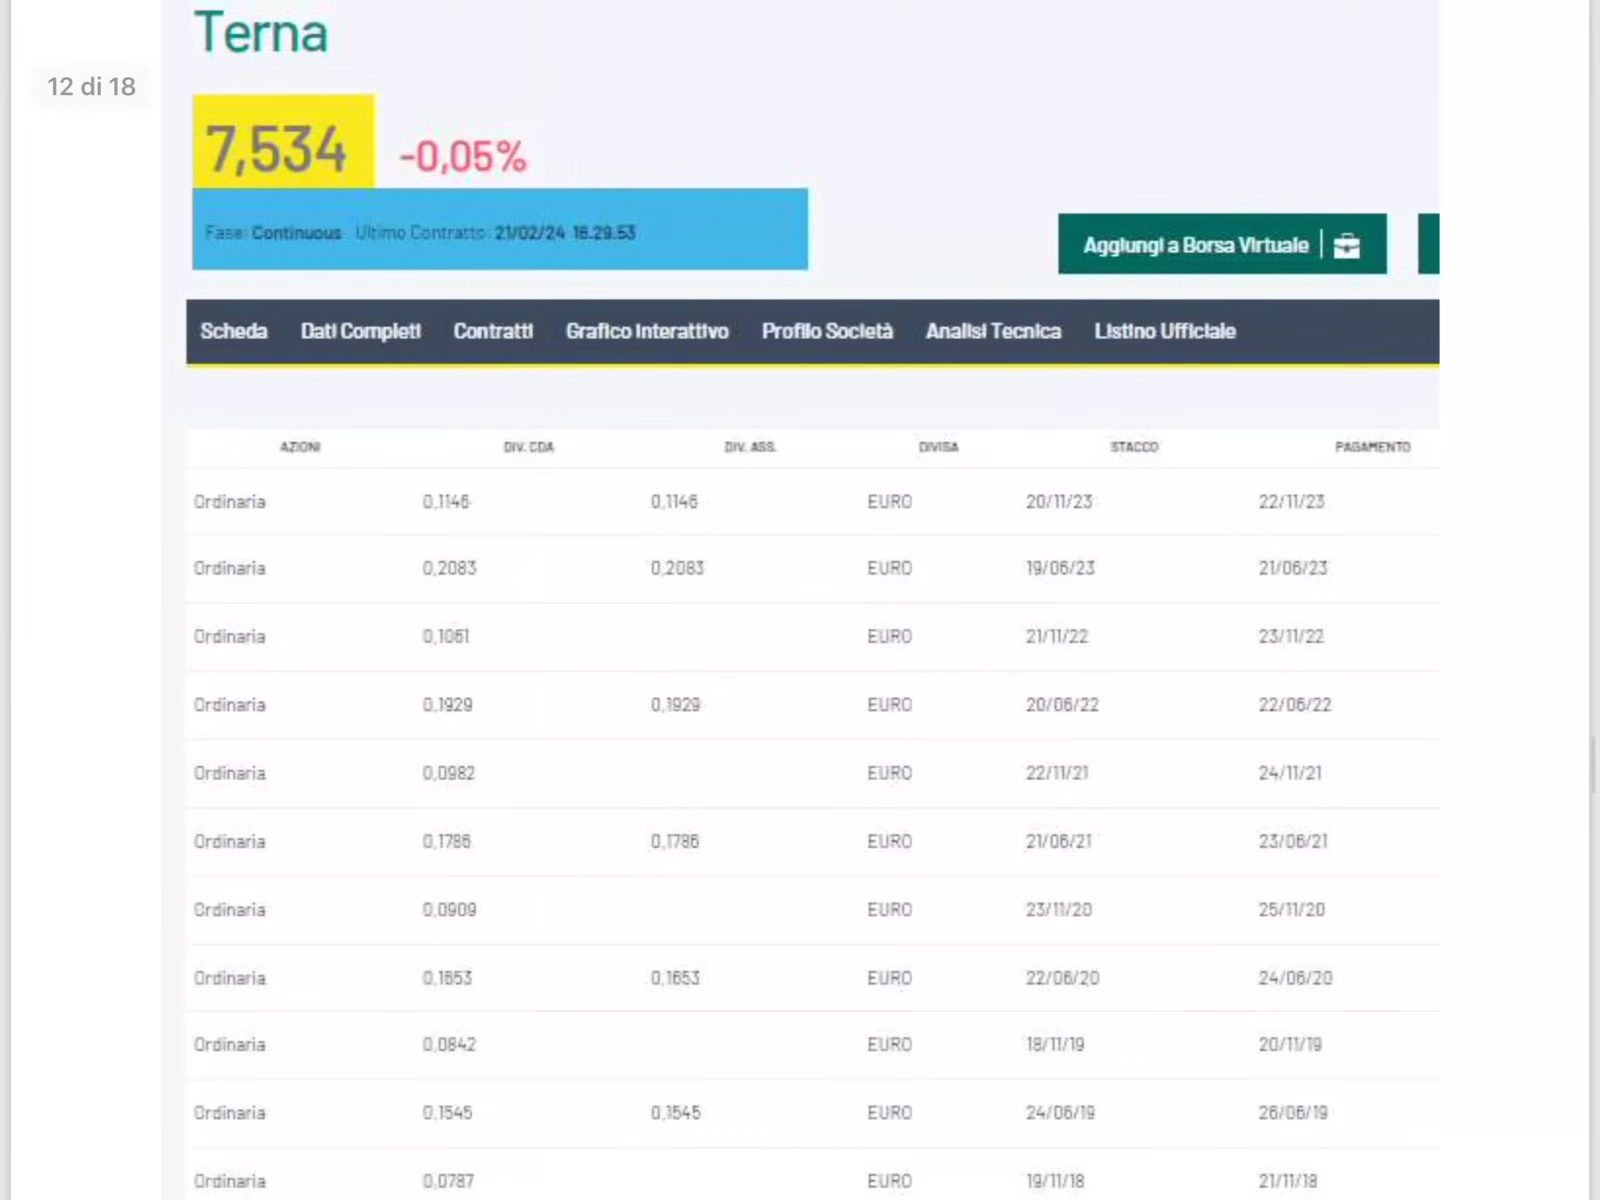 Terna
12 di 18
7,534 -0,05%
Fase: Continuous Ultimo Contratto: 21/02/24 16.29.53
Aggiungi a Borsa Virtuale
Scheda Dati Completi Contratti Grafico Interattivo Profilo Società Analisi Tecnica Listino Ufficiale
AZIONI DIV. CDA DIV. ASS. DIVISA STACCO PAGAMENTO
Ordinaria 0,1146 0,1146 EURO 20/11/23 22/11/23
Ordinaria 0,2083 0,2083 EURO 19/06/23 21/06/23
Ordinaria 0,1061 EURO 21/11/22 23/11/22
Ordinaria 0,1929 0,1929 EURO 20/06/22 22/06/22
Ordinaria 0,0982 EURO 22/11/21 24/11/21
Ordinaria 0,1786 0,1786 EURO 21/06/21 23/06/21
Ordinaria 0,0909 EURO 23/11/20 25/11/20
Ordinaria 0,1653 0,1653 EURO 22/06/20 24/06/20
Ordinaria 0,0842 EURO 18/11/19 20/11/19
Ordinaria 0,1545 0,1545 EURO 24/06/19 26/06/19
Ordinaria 0,0787 EURO 19/11/18 21/11/18